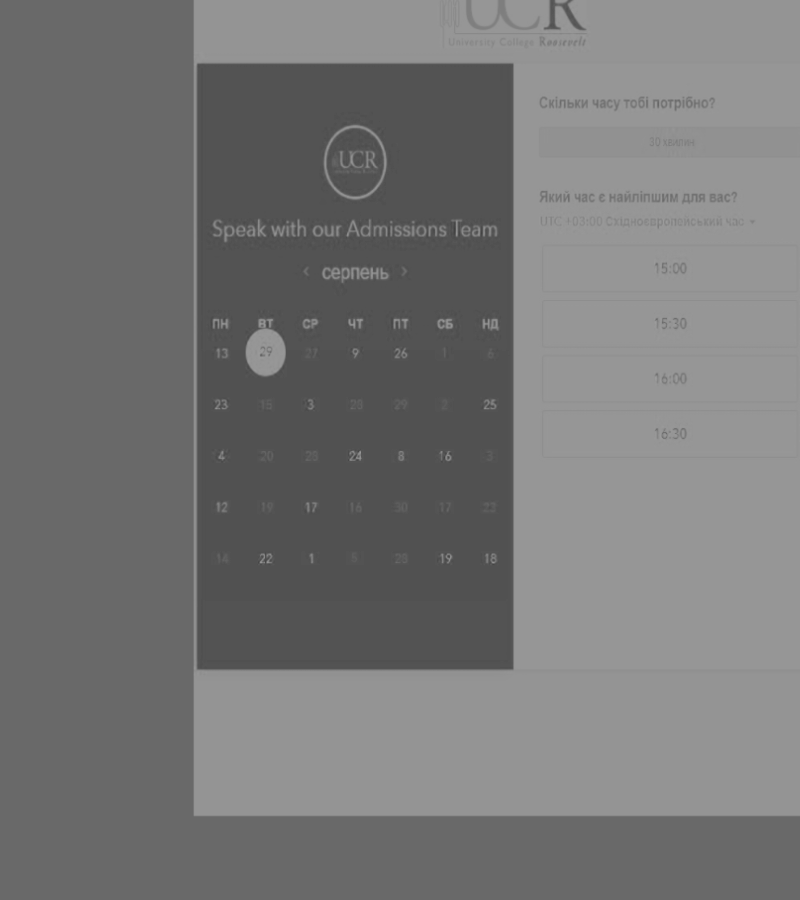 UCR
University College Roosevelt
Скільки часу тобі потрібно?
30 хвилин
UCR
Який час є найліпшим для вас?
Speak with our Admissions Team
UTC +03:00 Східноєвропейський час
‹ серпень ›
15:00
ПН ВТ СР ЧТ ПТ СБ НД
15:30
13 29 27 9 26 1 6
16:00
23 15 3 28 29 2 25
16:30
4 20 28 24 8 16 3
12 19 17 16 30 17 22
14 22 1 5 28 19 18